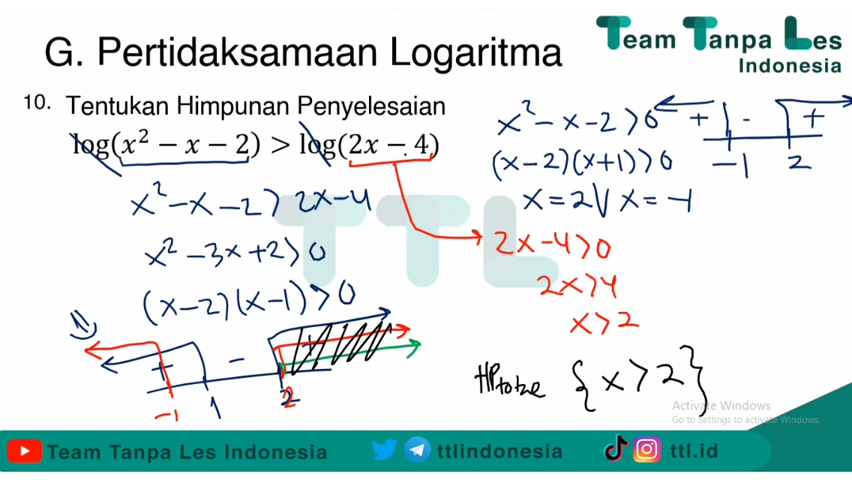 G. Pertidaksamaan Logaritma
Team Tanpa Les
Indonesia
10. Tentukan Himpunan Penyelesaian
log(x² − x − 2) > log(2x − 4)
x² − x − 2 > 2x − 4
x² − 3x + 2 > 0
(x − 2)(x − 1) > 0
+ − +
−1 1 2 2
x² − x − 2 > 0
+ - +
−1 2
(x − 2)(x + 1) > 0
x = 2 V x = −1
2x − 4 > 0
2x > 4
x > 2
HP {x > 2}
TTL
Activate Windows
Go to Settings to activate Windows.
Team Tanpa Les Indonesia
ttlindonesia
ttl.id